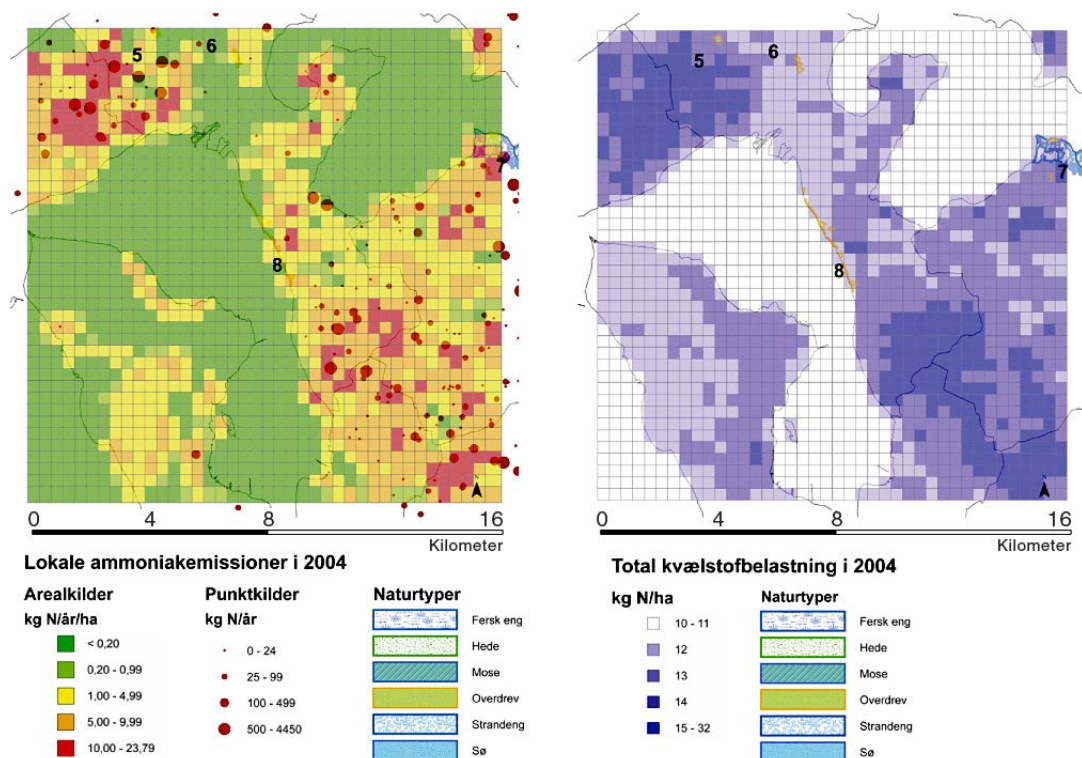 5
6
7
8
0 4 8 16
Kilometer
Lokale ammoniakemissioner i 2004
Arealkilder
kg N/år/ha
< 0,20
0,20 - 0,99
1,00 - 4,99
5,00 - 9,99
10,00 - 23,79
Punktkilder
kg N/år
0 - 24
25 - 99
100 - 499
500 - 4450
Naturtyper
Fersk eng
Hede
Mose
Overdrev
Strandeng
Sø
5
6
7
8
0 4 8 16
Kilometer
Total kvælstofbelastning i 2004
kg N/ha
10 - 11
12
13
14
15 - 32
Naturtyper
Fersk eng
Hede
Mose
Overdrev
Strandeng
Sø